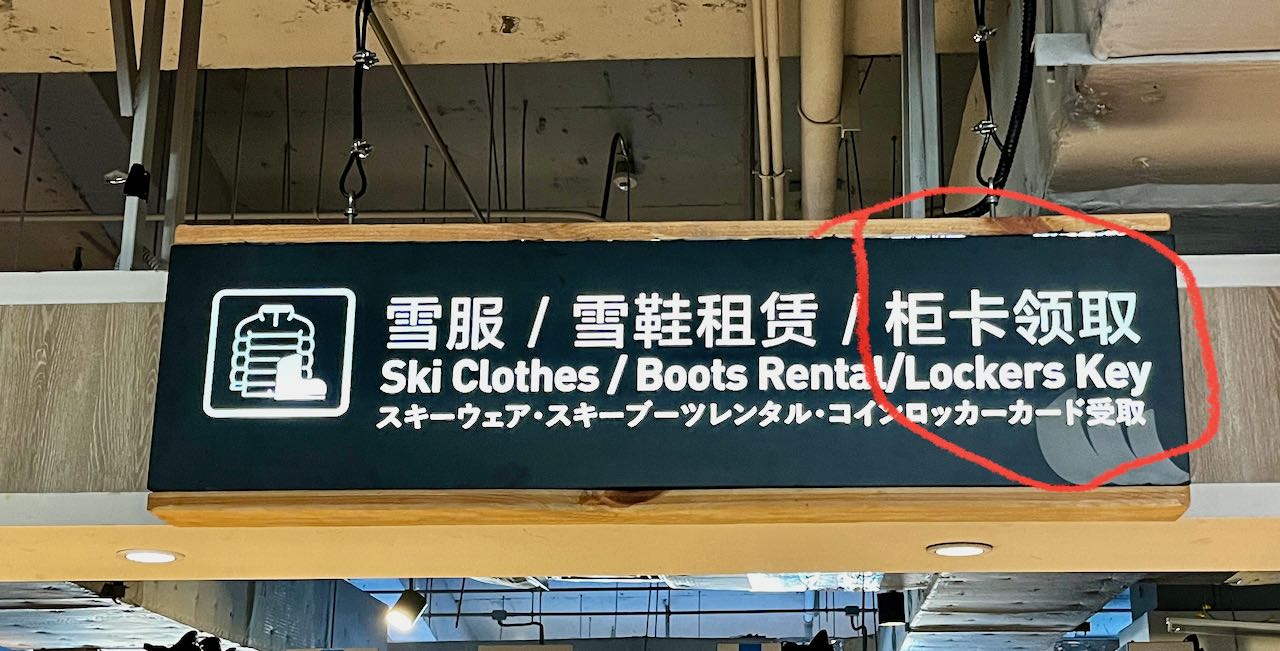 雪服 / 雪鞋租赁 / 柜卡领取
Ski Clothes / Boots Rental/Lockers Key
スキーウェア・スキーブーツレンタル・コインロッカーカード受取